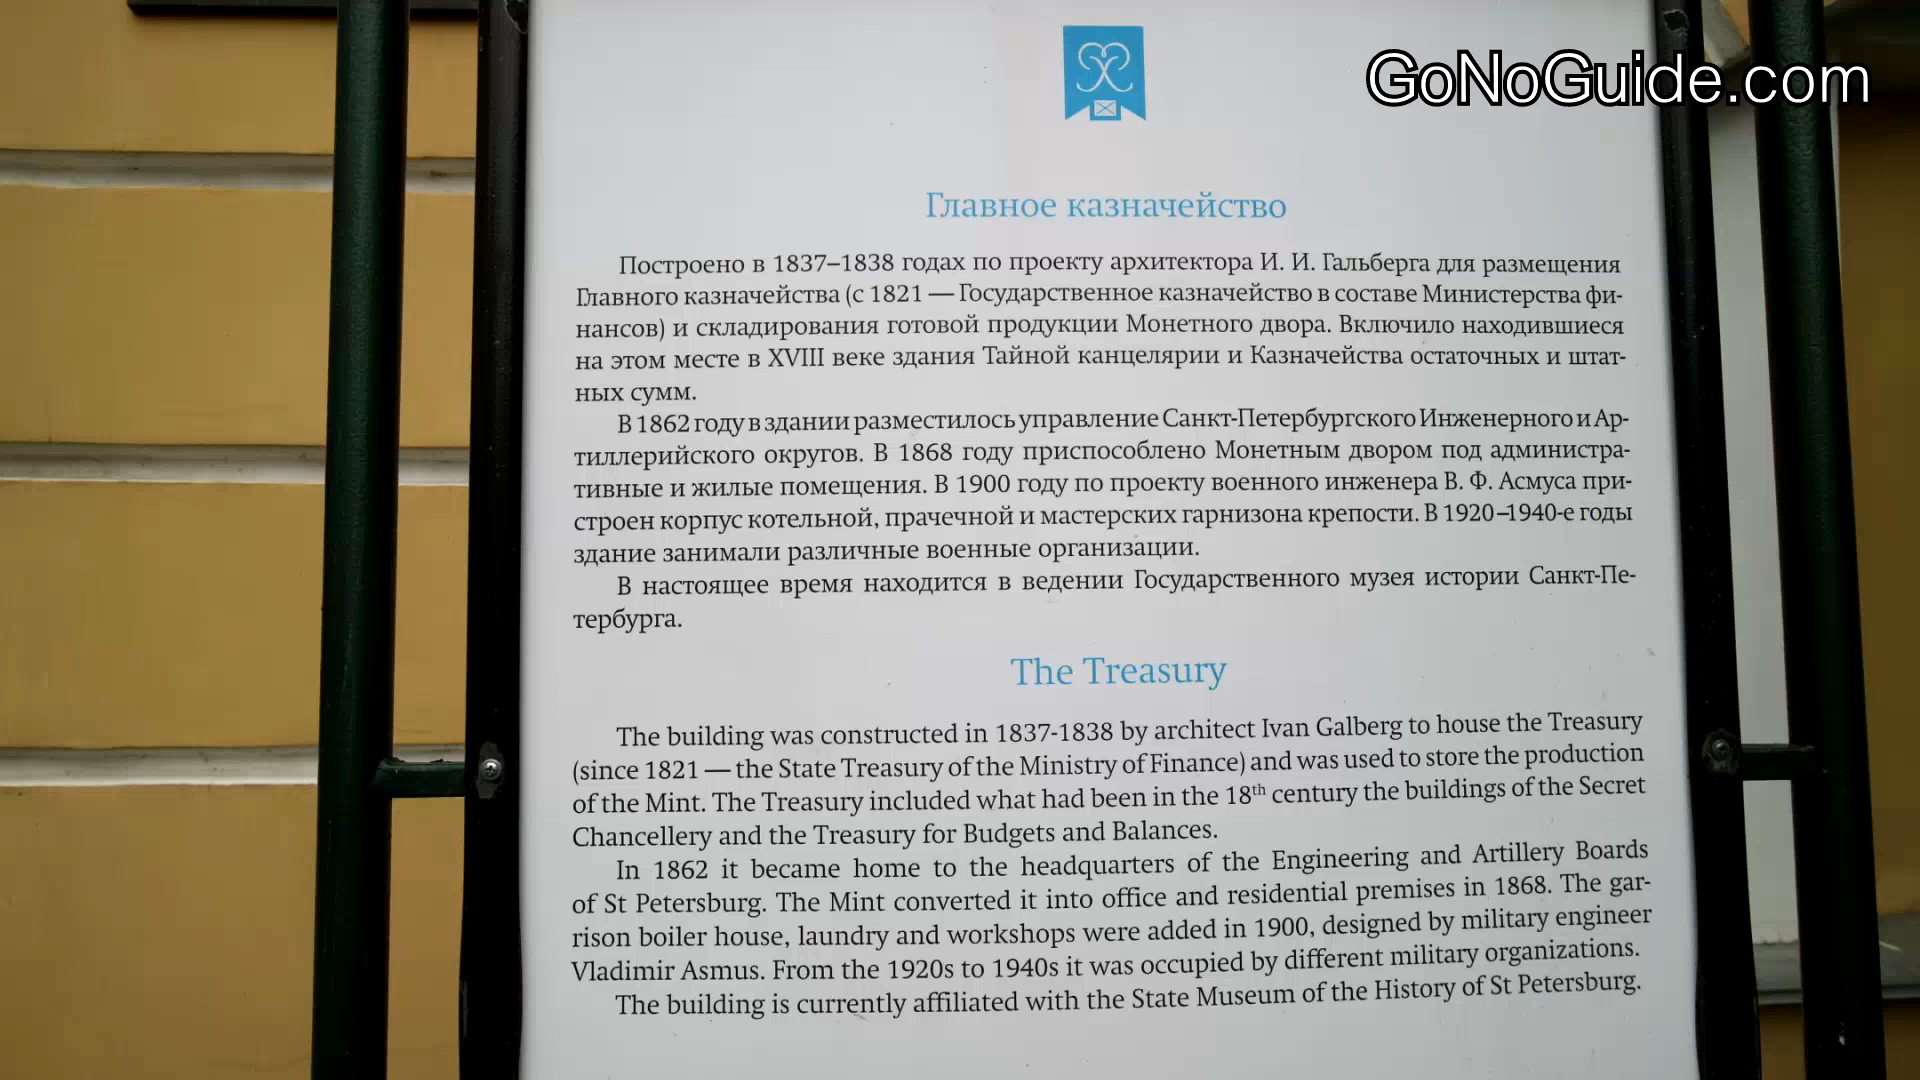 GoNoGuide.com
Главное казначейство
Построено в 1837–1838 годах по проекту архитектора И. И. Гальберга для размещения
Главного казначейства (с 1821 — Государственное казначейство в составе Министерства фи-
нансов) и складирования готовой продукции Монетного двора. Включило находившиеся
на этом месте в XVIII веке здания Тайной канцелярии и Казначейства остаточных и штат-
ных сумм.
В 1862 году в здании разместилось управление Санкт-Петербургского Инженерного и Ар-
тиллерийского округов. В 1868 году приспособлено Монетным двором под администра-
тивные и жилые помещения. В 1900 году по проекту военного инженера В. Ф. Асмуса при-
строен корпус котельной, прачечной и мастерских гарнизона крепости. В 1920–1940-е годы
здание занимали различные военные организации.
В настоящее время находится в ведении Государственного музея истории Санкт-Пе-
тербурга.
The Treasury
The building was constructed in 1837-1838 by architect Ivan Galberg to house the Treasury
(since 1821 — the State Treasury of the Ministry of Finance) and was used to store the production
of the Mint. The Treasury included what had been in the 18th century the buildings of the Secret
Chancellery and the Treasury for Budgets and Balances.
In 1862 it became home to the headquarters of the Engineering and Artillery Boards
of St Petersburg. The Mint converted it into office and residential premises in 1868. The gar-
rison boiler house, laundry and workshops were added in 1900, designed by military engineer
Vladimir Asmus. From the 1920s to 1940s it was occupied by different military organizations.
The building is currently affiliated with the State Museum of the History of St Petersburg.